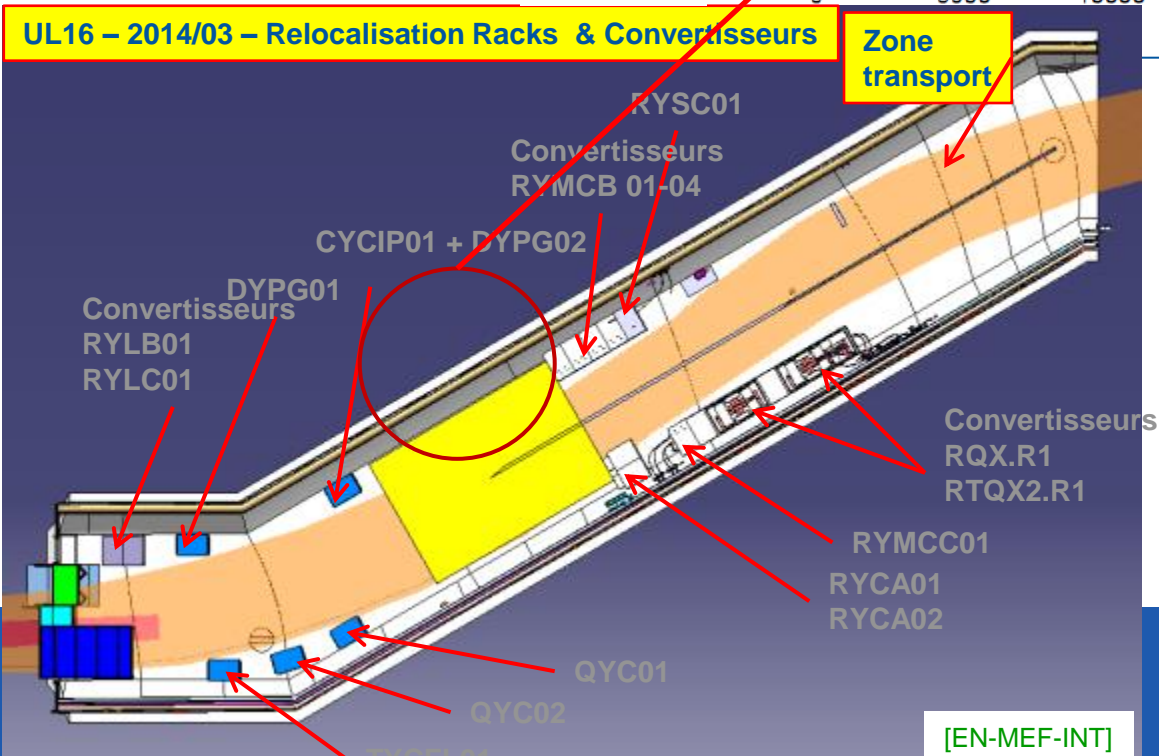 UL16 – 2014/03 – Relocalisation Racks & Convertisseurs
Zone
transport
RYSC01
Convertisseurs
RYMCB 01-04
CYCIP01 + DYPG02
DYPG01
Convertisseurs
RYLB01
RYLC01
Convertisseurs
RQX.R1
RTQX2.R1
RYMCC01
RYCA01
RYCA02
QYC01
QYC02
[EN-MEF-INT]